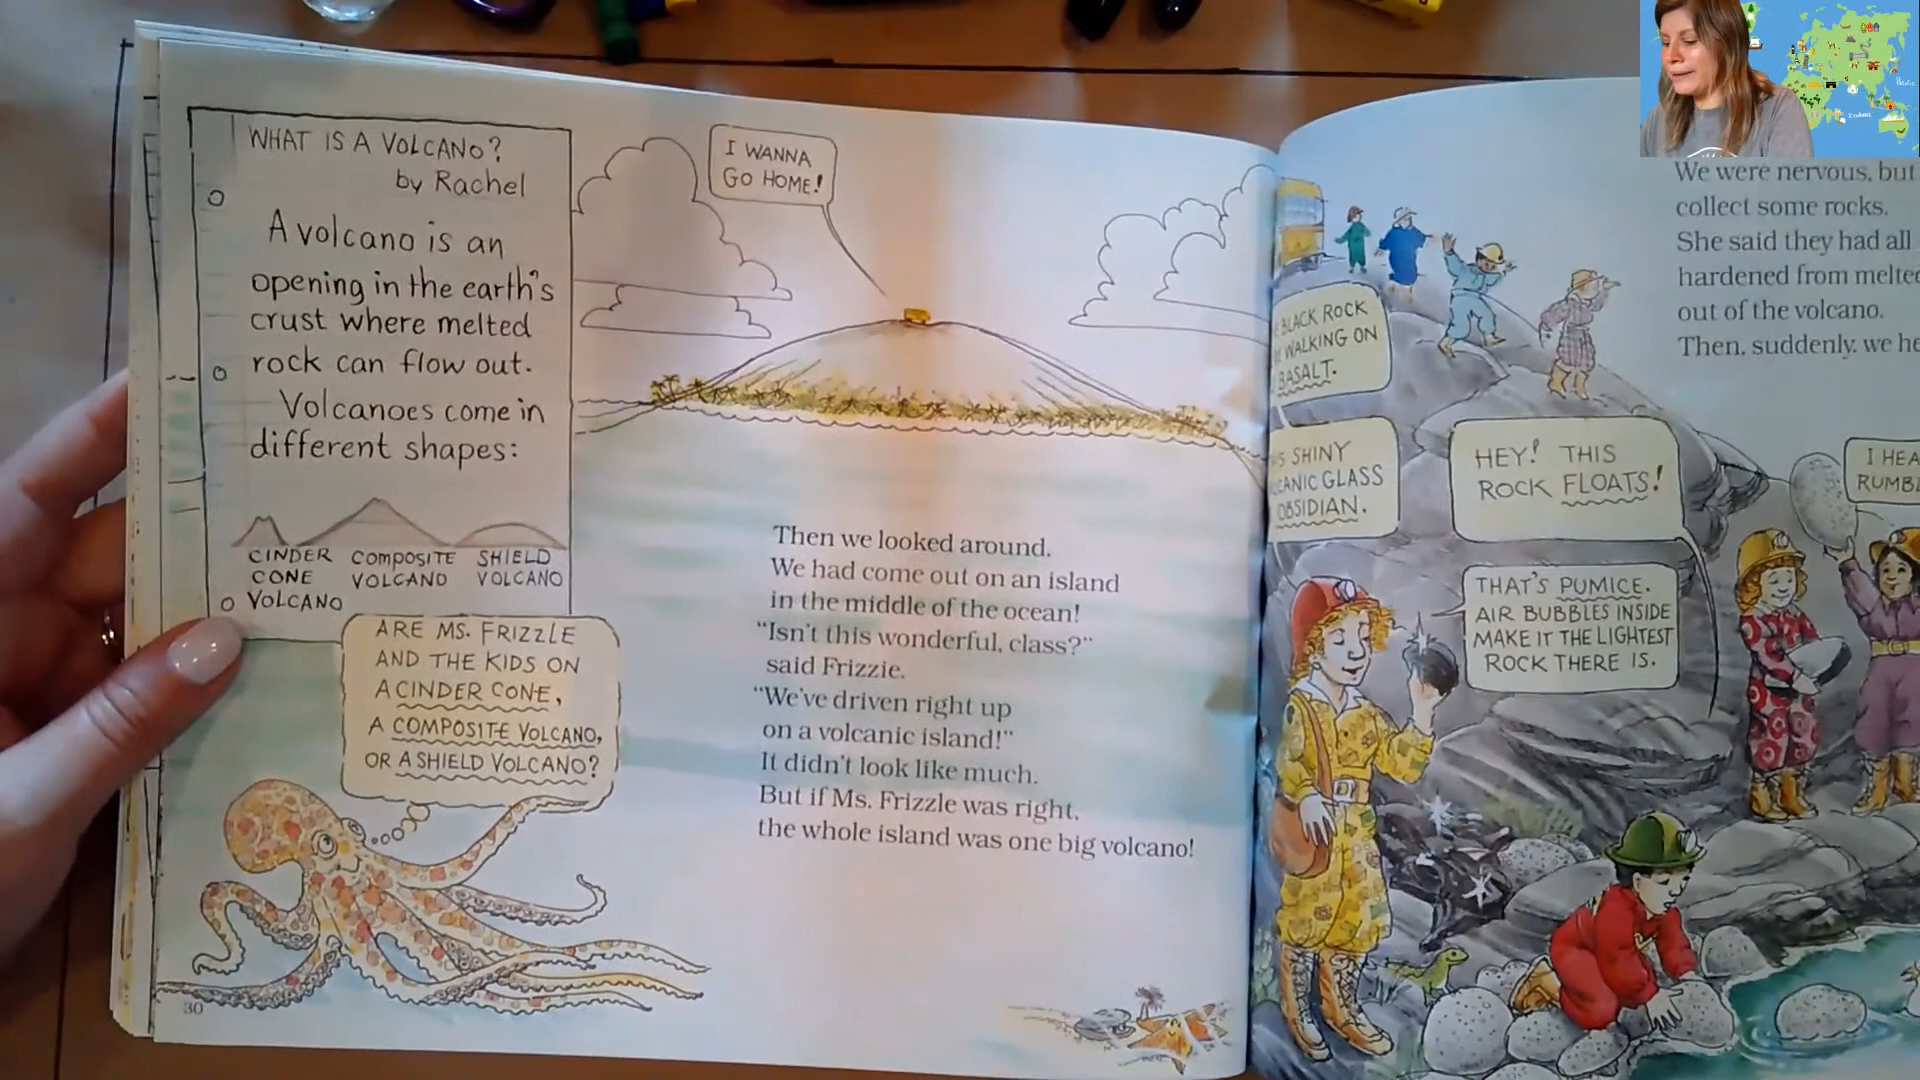 WHAT IS A VOLCANO?
by Rachel
A volcano is an
opening in the earth's
crust where melted
rock can flow out.
Volcanoes come in
different shapes:
CINDER
CONE
VOLCANO
COMPOSITE
VOLCANO
SHIELD
VOLCANO
ARE MS. FRIZZLE
AND THE KIDS ON
A CINDER CONE,
A COMPOSITE VOLCANO,
OR A SHIELD VOLCANO?
30
I WANNA
GO HOME!
Then we looked around.
We had come out on an island
in the middle of the ocean!
"Isn't this wonderful, class?"
said Frizzie.
"We've driven right up
on a volcanic island!"
It didn't look like much.
But if Ms. Frizzle was right,
the whole island was one big volcano!
We were nervous, but
collect some rocks.
She said they had all
hardened from melted
out of the volcano.
Then, suddenly, we he
BLACK ROCK
WALKING ON
BASALT.
SHINY
GLASS
OBSIDIAN.
HEY! THIS
ROCK FLOATS!
THAT'S PUMICE.
AIR BUBBLES INSIDE
MAKE IT THE LIGHTEST
ROCK THERE IS.
I HEA
RUMBL